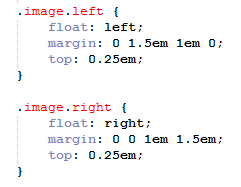 .image.left {
    float: left;
    margin: 0 1.5em 1em 0;
    top: 0.25em;
}

.image.right {
    float: right;
    margin: 0 0 1em 1.5em;
    top: 0.25em;
}